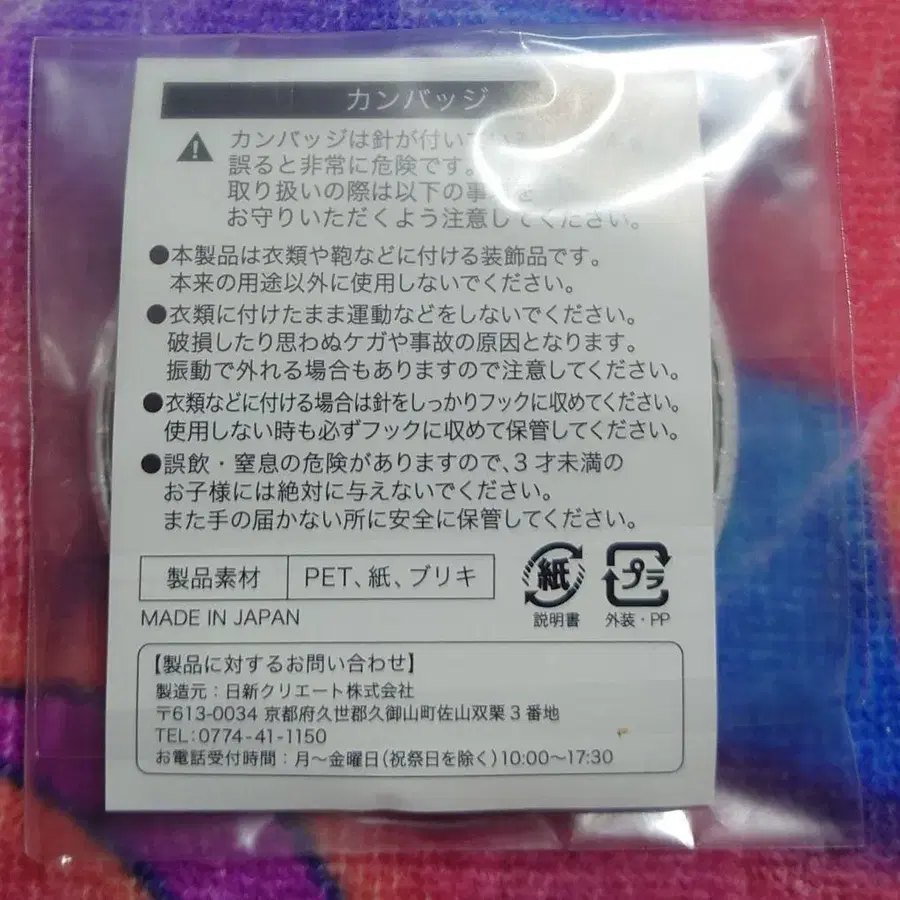 カンバッジ
カンバッジは針が付いている
誤ると非常に危険です。
取り扱いの際は以下の事
お守りいただくよう注意してください。
●本製品は衣類や鞄などに付ける装飾品です。
本来の用途以外に使用しないでください。
●衣類に付けたまま運動などをしないでください。
破損したり思わぬケガや事故の原因となります。
振動で外れる場合もありますので注意してください。
●衣類などに付ける場合は針をしっかりフックに収めてください。
使用しない時も必ずフックに収めて保管してください。
●誤飲・窒息の危険がありますので、3才未満の
お子様には絶対に与えないでください。
また手の届かない所に安全に保管してください。
製品素材 PET、紙、ブリキ
紙 プラ
説明書 外装・PP
MADE IN JAPAN
【製品に対するお問い合わせ】
製造元：日新クリエート株式会社
〒613-0034 京都府久世郡久御山町佐山双栗3番地
TEL:0774-41-1150
お電話受付時間：月～金曜日(祝祭日を除く)10:00～17:30